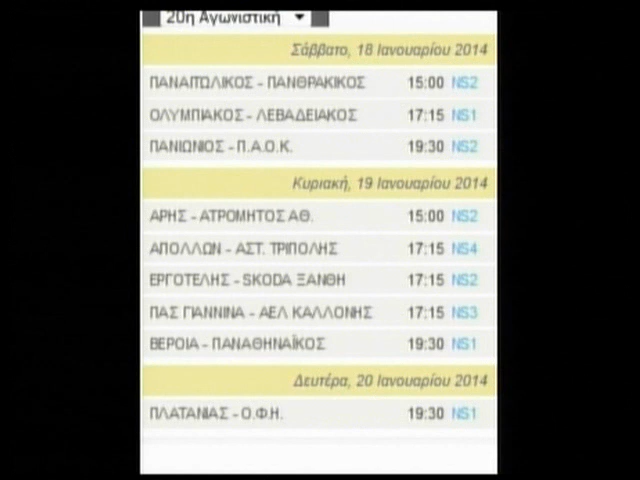 20η Αγωνιστική
Σάββατο, 18 Ιανουαρίου 2014
ΠΑΝΑΙΤΩΛΙΚΟΣ - ΠΑΝΘΡΑΚΙΚΟΣ 15:00 NS2
ΟΛΥΜΠΙΑΚΟΣ - ΛΕΒΑΔΕΙΑΚΟΣ 17:15 NS1
ΠΑΝΙΩΝΙΟΣ - Π.Α.Ο.Κ. 19:30 NS2
Κυριακή, 19 Ιανουαρίου 2014
ΑΡΗΣ - ΑΤΡΟΜΗΤΟΣ ΑΘ. 15:00 NS2
ΑΠΟΛΛΩΝ - ΑΣΤ. ΤΡΙΠΟΛΗΣ 17:15 NS4
ΕΡΓΟΤΕΛΗΣ - SKODA ΞΑΝΘΗ 17:15 NS2
ΠΑΣ ΓΙΑΝΝΙΝΑ - ΑΕΛ ΚΑΛΛΟΝΗΣ 17:15 NS3
ΒΕΡΟΙΑ - ΠΑΝΑΘΗΝΑΪΚΟΣ 19:30 NS1
Δευτέρα, 20 Ιανουαρίου 2014
ΠΛΑΤΑΝΙΑΣ - Ο.Φ.Η. 19:30 NS1